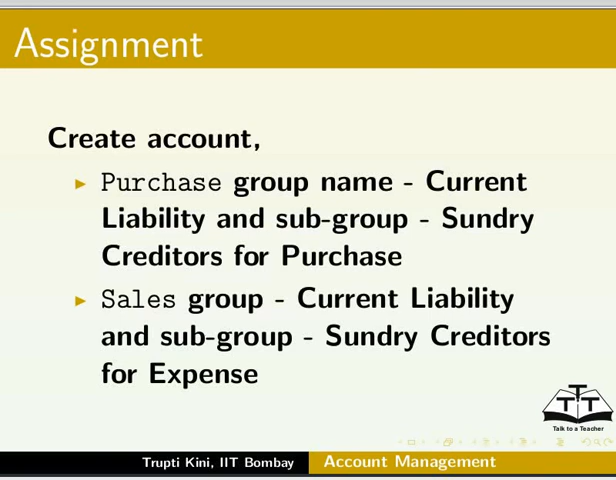 Assignment
Create account,
Purchase group name - Current
Liability and sub-group - Sundry
Creditors for Purchase
Sales group - Current Liability
and sub-group - Sundry Creditors
for Expense
TTT
Talk to a Teacher
Trupti Kini, IIT Bombay Account Management